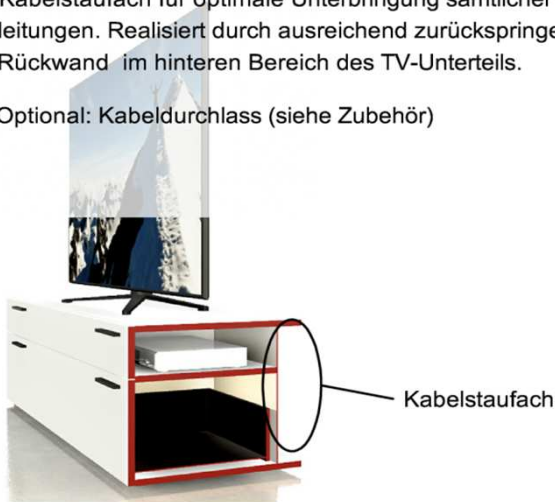 Kabelstaufach für optimale Unterbringung sämtlicher
leitungen. Realisiert durch ausreichend zurückspringe
Rückwand im hinteren Bereich des TV-Unterteils.
Optional: Kabeldurchlass (siehe Zubehör)
Kabelstaufach